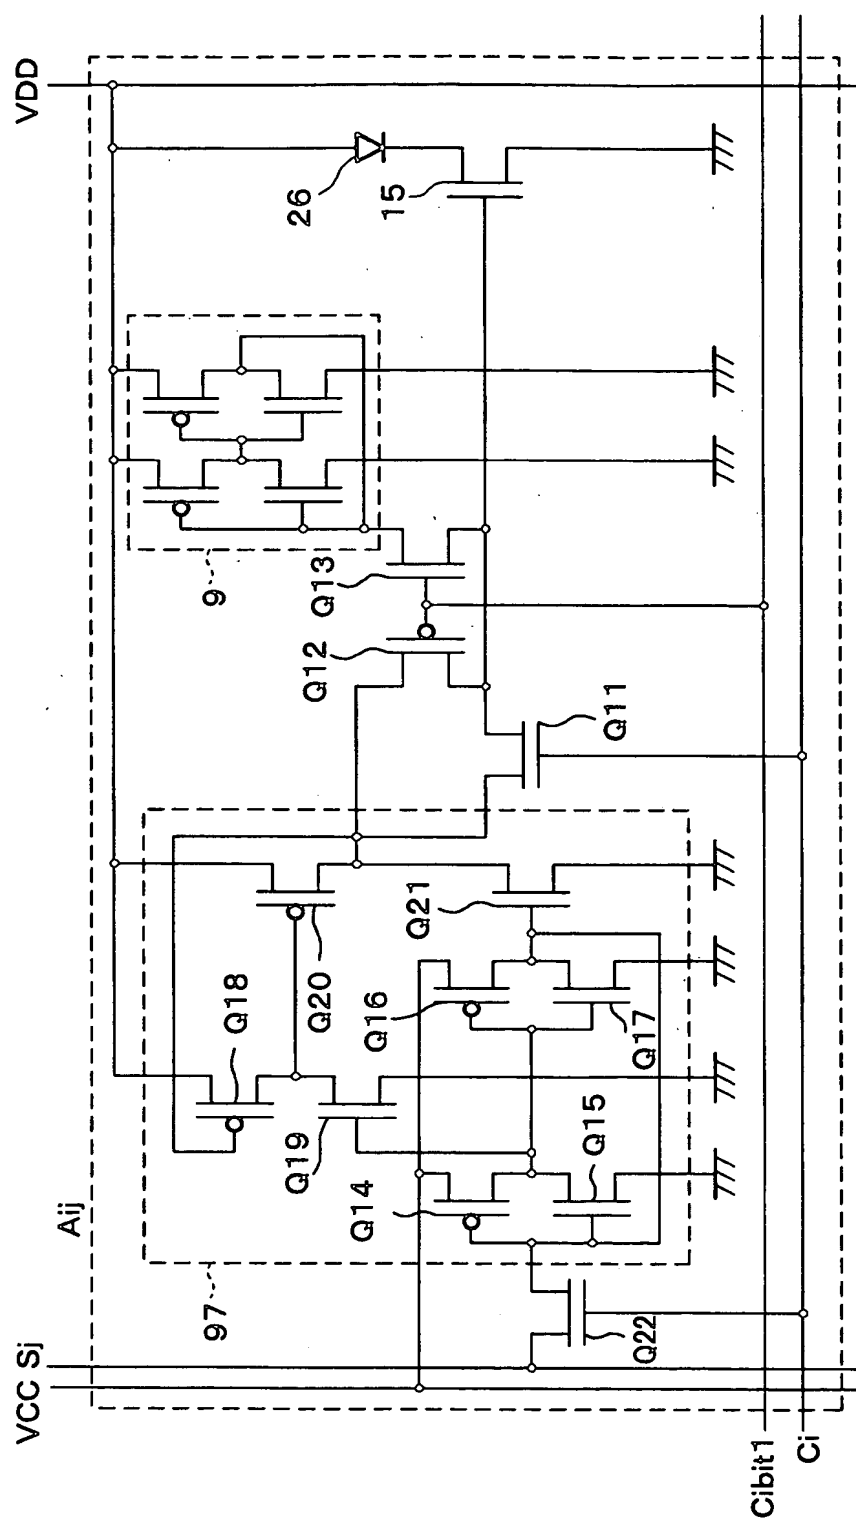 VCC
Sj
Aij
VDD
97
Q22
Q14
Q15
Q19
Q18
Q16
Q17
Q20
Q21
Q11
Q12
Q13
9
26
15
Cibit1
Ci